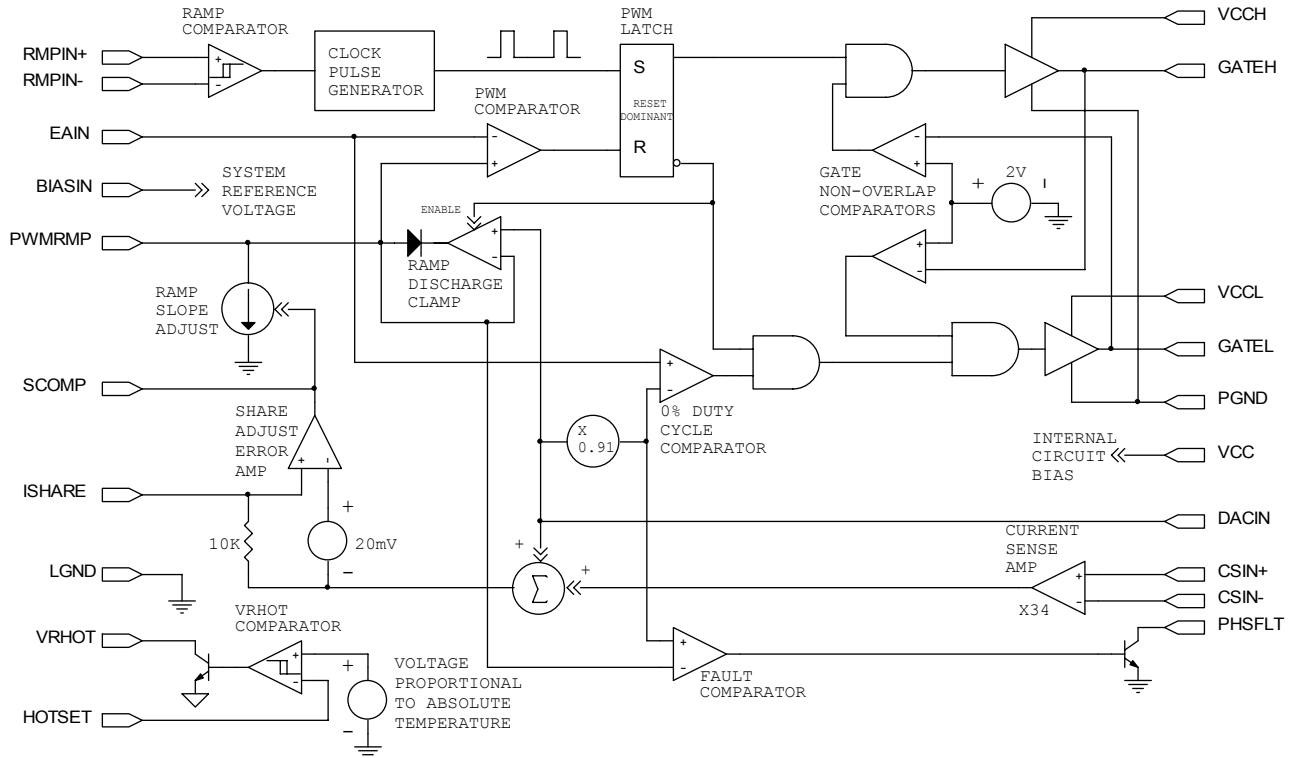 RAMP
COMPARATOR
PWM
LATCH
VCCH
RMPIN+
RMPIN-
+
-
CLOCK
PULSE
GENERATOR
S
RESET
DOMINANT
R
GATEH
PWM
COMPARATOR
EAIN
-
+
-
+
BIASIN
SYSTEM
REFERENCE
VOLTAGE
GATE
NON-OVERLAP
COMPARATORS
+
2V
-
ENABLE
PWMRMP
+
-
RAMP
DISCHARGE
CLAMP
+
-
RAMP
SLOPE
ADJUST
VCCL
GATEL
SCOMP
+
-
PGND
SHARE
ADJUST
ERROR
AMP
+
-
0% DUTY
CYCLE
COMPARATOR
X
0.91
INTERNAL
CIRCUIT
BIAS
VCC
ISHARE
+
10K
20mV
-
DACIN
CURRENT
SENSE
AMP
+
LGND
Σ
+
+
-
X34
CSIN+
CSIN-
VRHOT
COMPARATOR
VRHOT
PHSFLT
+
-
+
-
VOLTAGE
PROPORTIONAL
TO ABSOLUTE
TEMPERATURE
+
-
FAULT
COMPARATOR
HOTSET